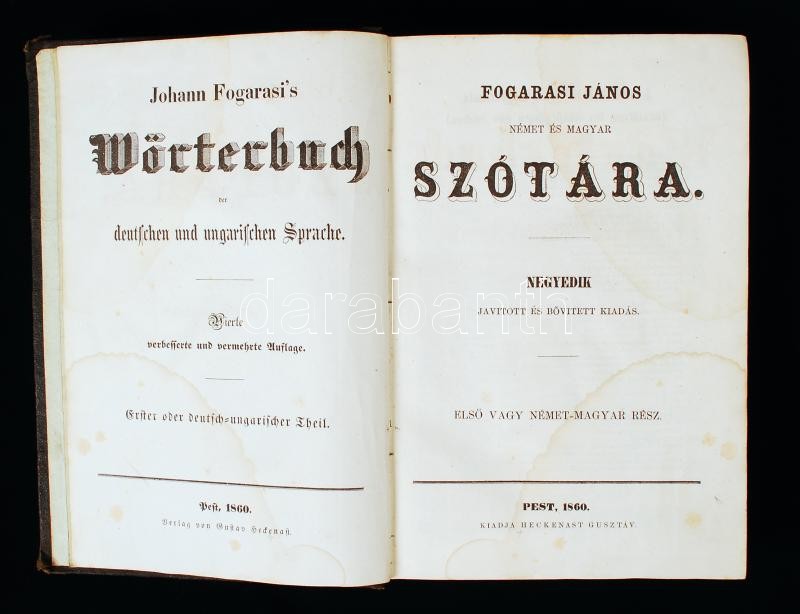 Johann Fogarasi's
Wörterbuch
der
deutschen und ungarischen Sprache.
Vierte
verbesserte und vermehrte Auflage.
Erster oder deutsch-ungarischer Theil.
Pest, 1860.
Verlag von Gustav Heckenast.
FOGARASI JÁNOS
NÉMET ÉS MAGYAR
SZÓTÁRA.
NEGYEDIK
JAVITOTT ÉS BŐVITETT KIADÁS.
ELSŐ VAGY NÉMET-MAGYAR RÉSZ.
PEST, 1860.
KIADJA HECKENAST GUSZTÁV.
darabanth